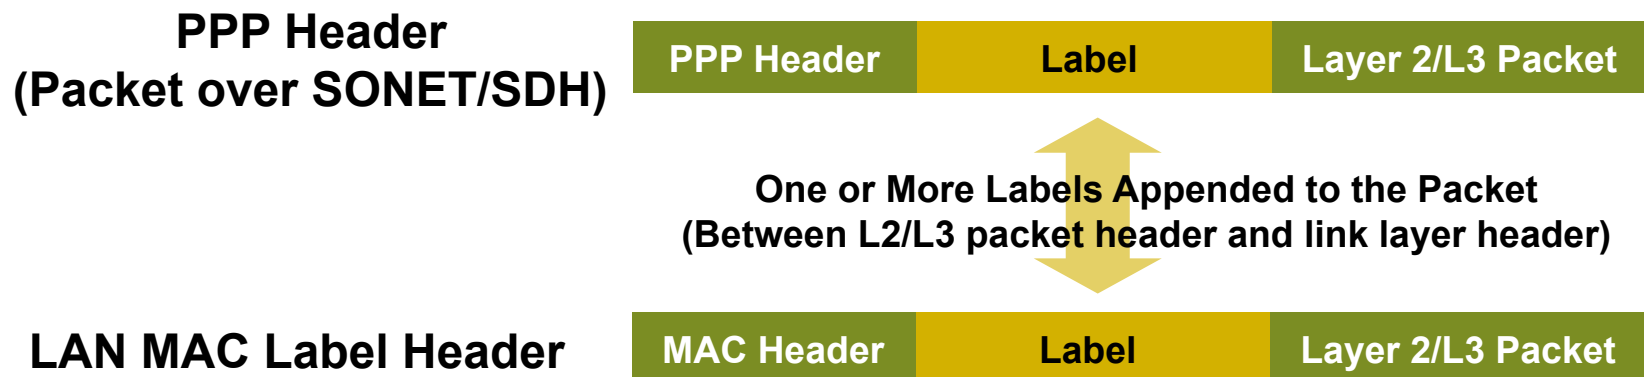 PPP Header
(Packet over SONET/SDH)
PPP Header Label Layer 2/L3 Packet
One or More Labels Appended to the Packet
(Between L2/L3 packet header and link layer header)
LAN MAC Label Header
MAC Header Label Layer 2/L3 Packet